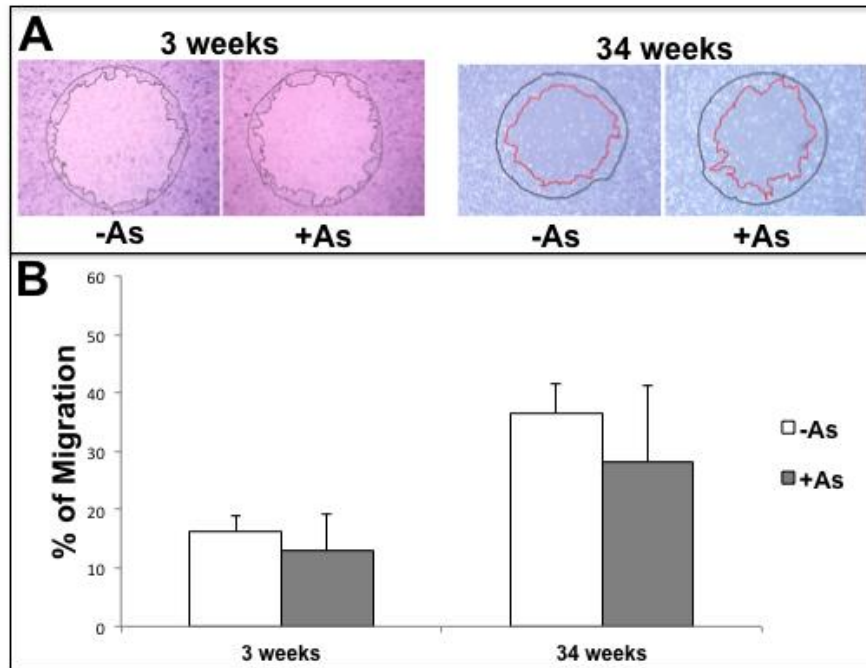 A
3 weeks
34 weeks
-As
+As
-As
+As
B
60
50
40
30
20
10
0
% of Migration
3 weeks
34 weeks
-As
+As